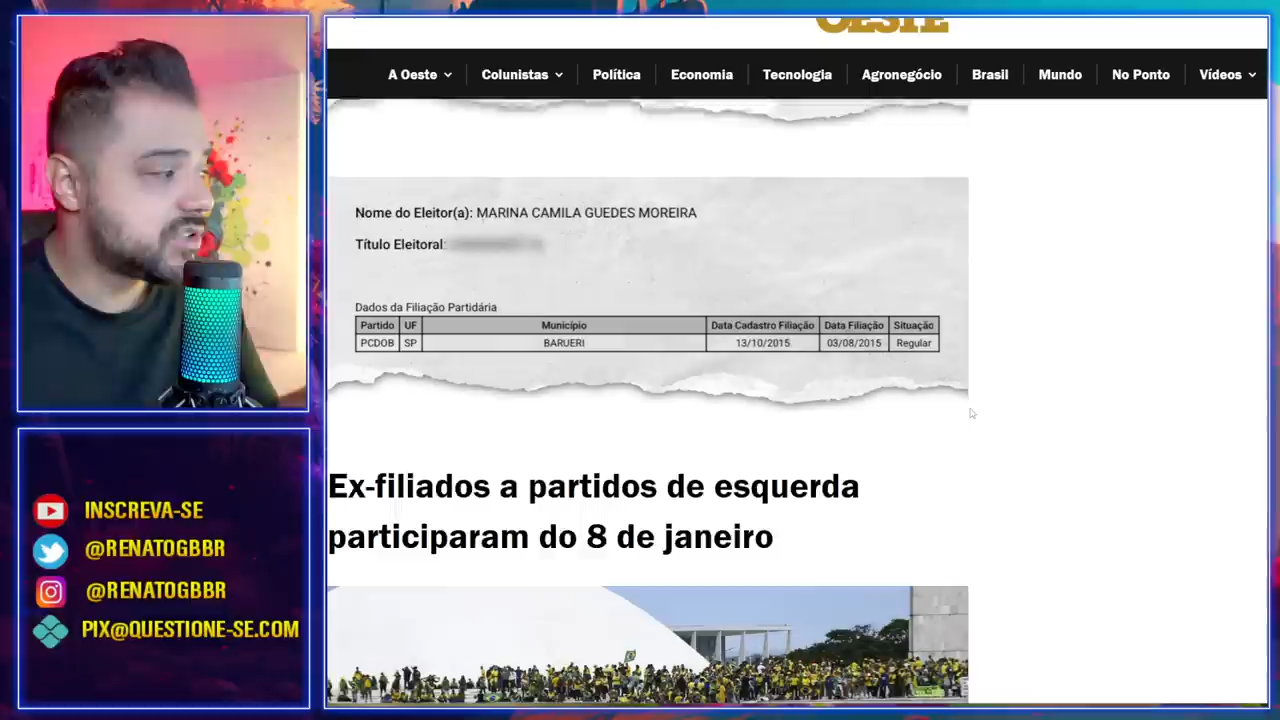 OESTE
A Oeste
Colunistas
Política
Economia
Tecnologia
Agronegócio
Brasil
Mundo
No Ponto
Vídeos
Nome do Eleitor(a): MARINA CAMILA GUEDES MOREIRA
Título Eleitoral:
Dados da Filiação Partidária
Partido UF Município Data Cadastro Filiação Data Filiação Situação
PCDOB SP BARUERI 13/10/2015 03/08/2015 Regular
Ex-filiados a partidos de esquerda
participaram do 8 de janeiro
INSCREVA-SE
@RENATOGBBR
@RENATOGBBR
PIX@QUESTIONE-SE.COM